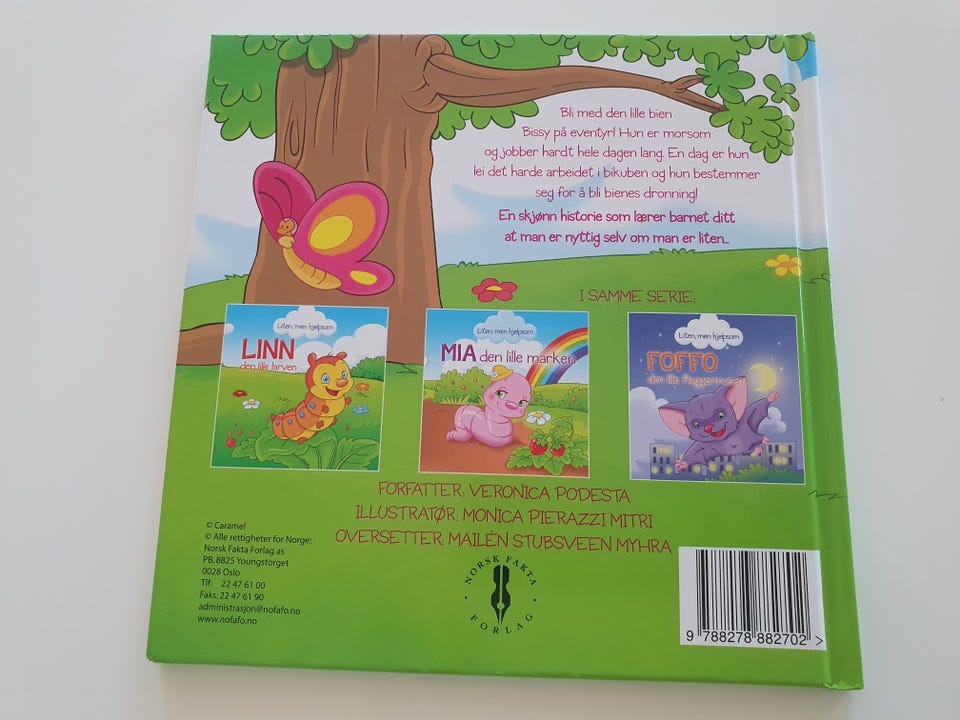 Bli med den lille bien
Bissy på eventyr! Hun er morsom
og jobber hardt hele dagen lang. En dag er hun
lei det harde arbeidet i bikuben og hun bestemmer
seg for å bli bienes dronning!
En skjønn historie som lærer barnet ditt
at man er nyttig selv om man er liten...
I SAMME SERIE:
Liten, men hjelpsom
LINN
den lille larven
Liten, men hjelpsom
MIA den lille marken
Liten, men hjelpsom
FOFFO
den lille flaggermusen
FORFATTER: VERONICA PODESTA
ILLUSTRATØR: MONICA PIERAZZI MITRI
OVERSETTER: MAILÉN STUBSVEEN MYHRA
© Caramel
© Alle rettigheter for Norge:
Norsk Fakta Forlag as
PB. 8825 Youngstorget
0028 Oslo
Tlf: 22 47 61 00
Faks: 22 47 61 90
administrasjon@nofafo.no
www.nofafo.no
NORSK FAKTA
FORLAG
9 788278 882702 >